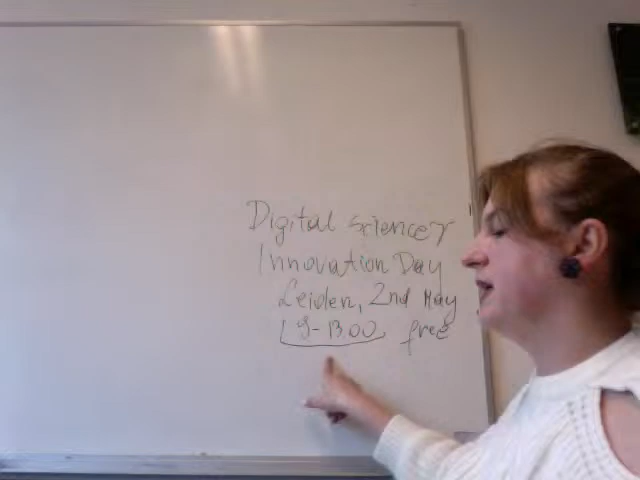 Digital science
Innovation Day
Leiden, 2nd May
9-13.00, free